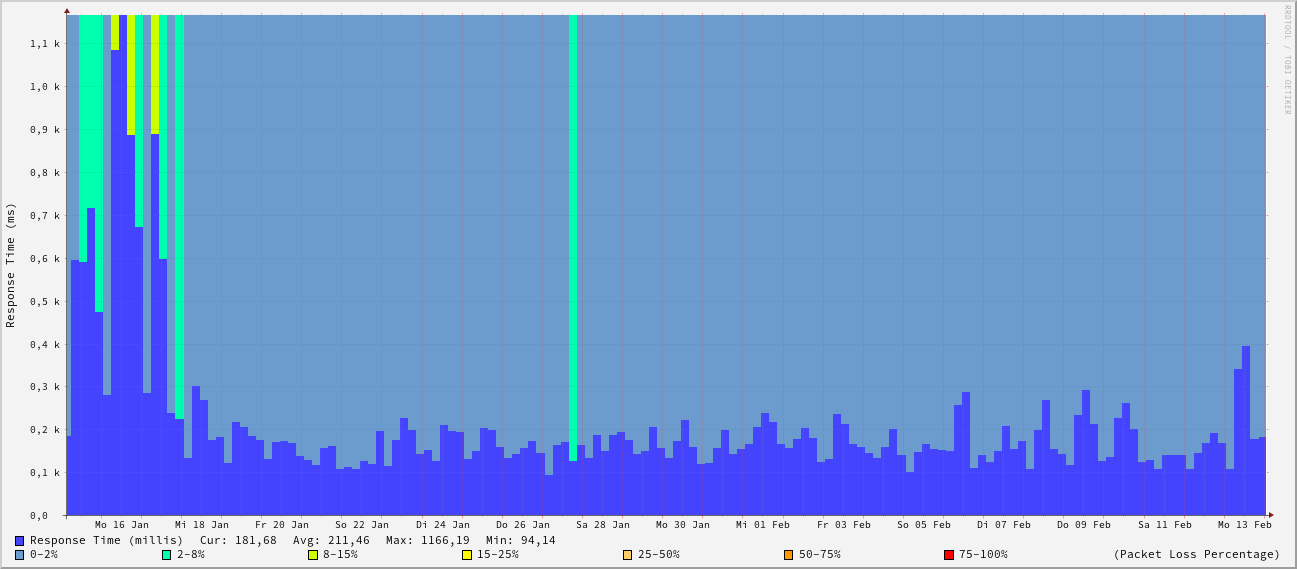 RRDTOOL / TOBI OETIKER
Response Time (ms)
1,1 k
1,0 k
0,9 k
0,8 k
0,7 k
0,6 k
0,5 k
0,4 k
0,3 k
0,2 k
0,1 k
0,0
Mo 16 Jan Mi 18 Jan Fr 20 Jan So 22 Jan Di 24 Jan Do 26 Jan Sa 28 Jan Mo 30 Jan Mi 01 Feb Fr 03 Feb So 05 Feb Di 07 Feb Do 09 Feb Sa 11 Feb Mo 13 Feb
Response Time (millis) Cur: 181,68 Avg: 211,46 Max: 1166,19 Min: 94,14
0-2% 2-8% 8-15% 15-25% 25-50% 50-75% 75-100% (Packet Loss Percentage)